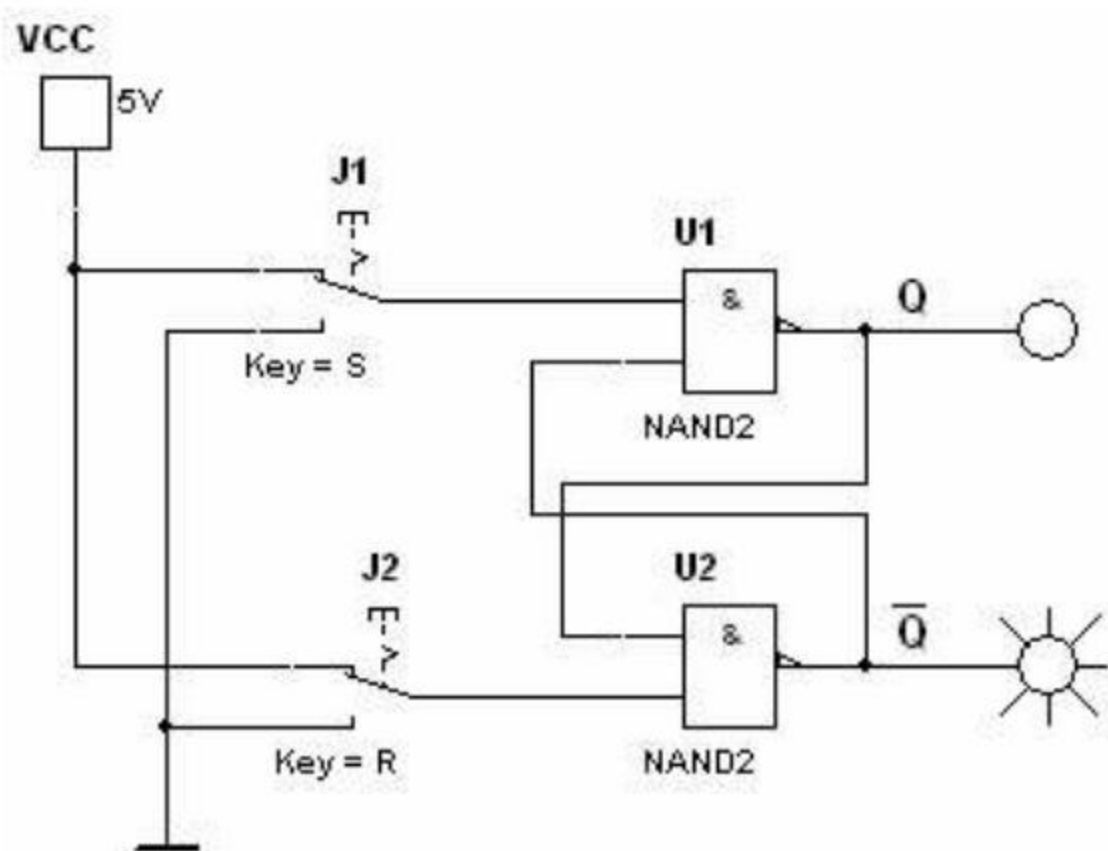 VCC
5V
J1
U1
&
Q
Key = S
NAND2
J2
U2
&
Q̅
Key = R
NAND2